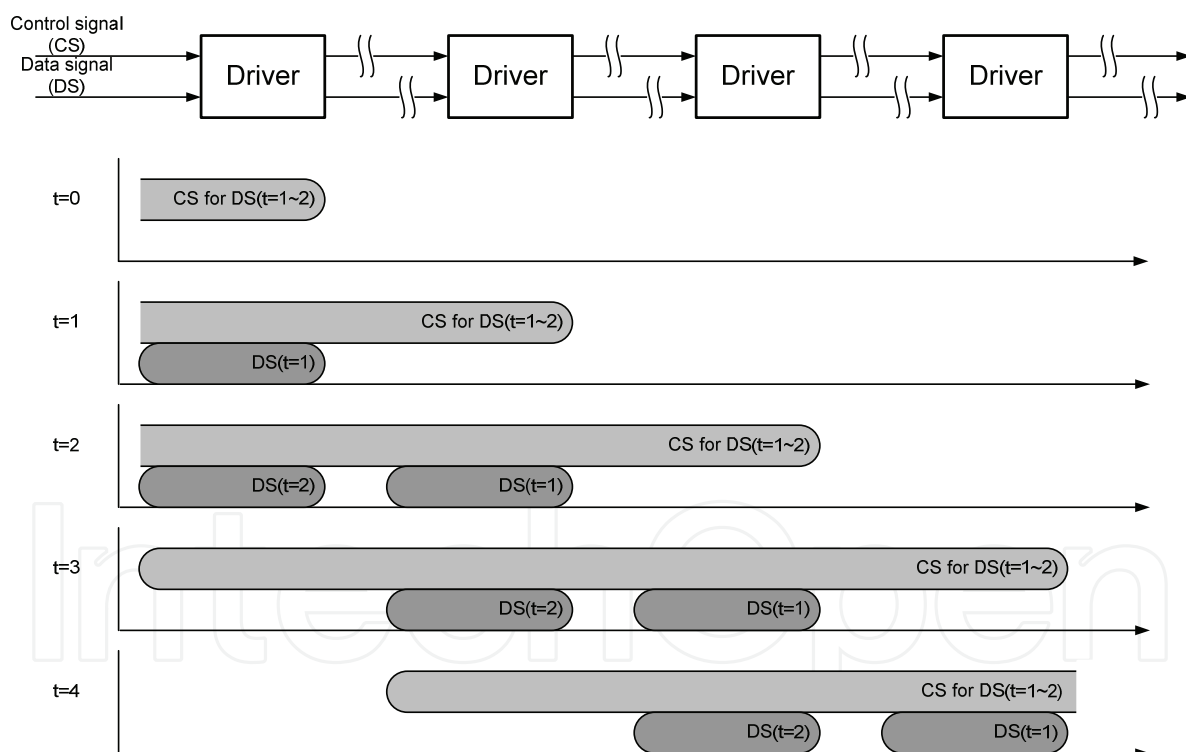 Control signal
(CS)
Data signal
(DS)
Driver
Driver
Driver
Driver
t=0
CS for DS(t=1~2)
t=1
CS for DS(t=1~2)
DS(t=1)
t=2
CS for DS(t=1~2)
DS(t=2)
DS(t=1)
t=3
CS for DS(t=1~2)
DS(t=2)
DS(t=1)
t=4
CS for DS(t=1~2)
DS(t=2)
DS(t=1)
IntechOpen